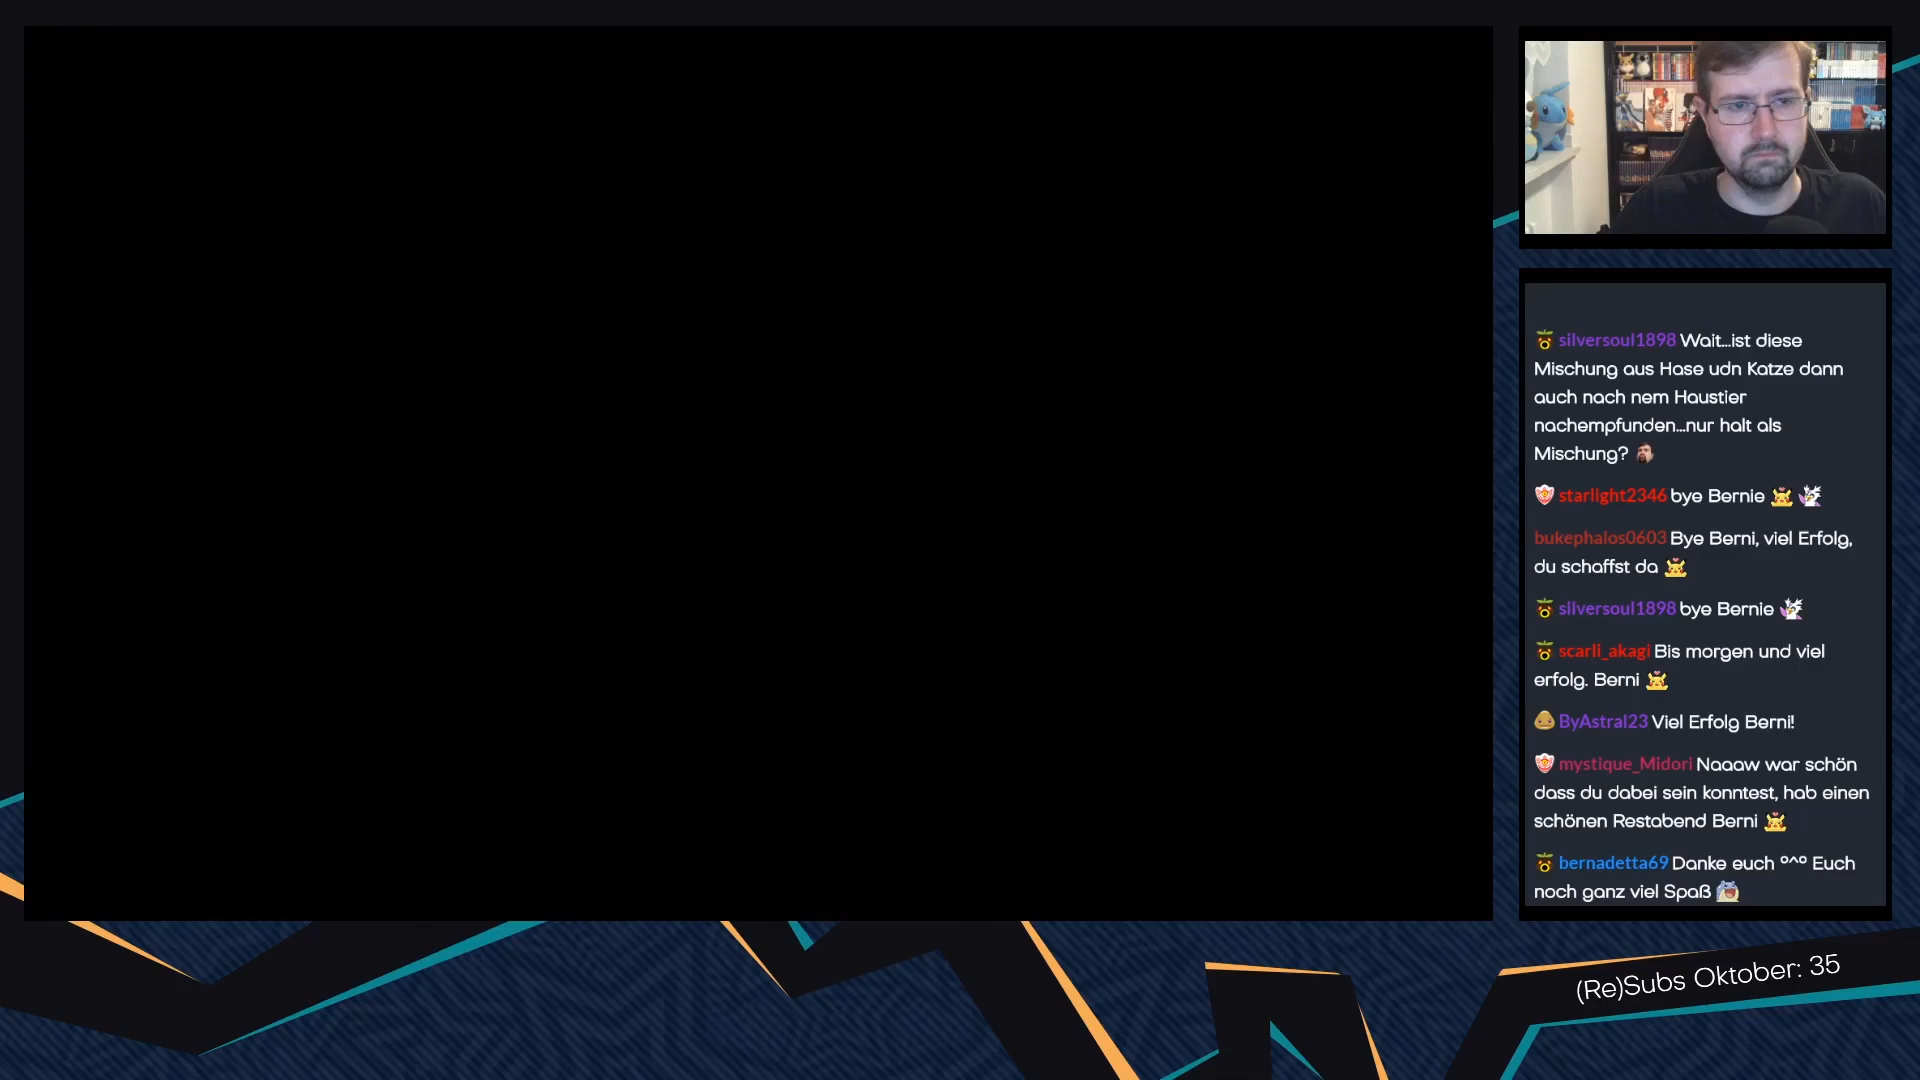 silversoul1898 Wait...ist diese
Mischung aus Hase udn Katze dann
auch nach nem Haustier
nachempfunden...nur halt als
Mischung?
starlight2346 bye Bernie
bukephalos0603 Bye Berni, viel Erfolg,
du schaffst da
silversoul1898 bye Bernie
scarli_akagi Bis morgen und viel
erfolg. Berni
ByAstral23 Viel Erfolg Berni!
mystique_Midori Naaaw war schön
dass du dabei sein konntest, hab einen
schönen Restabend Berni
bernadetta69 Danke euch °^° Euch
noch ganz viel Spaß
(Re)Subs Oktober: 35